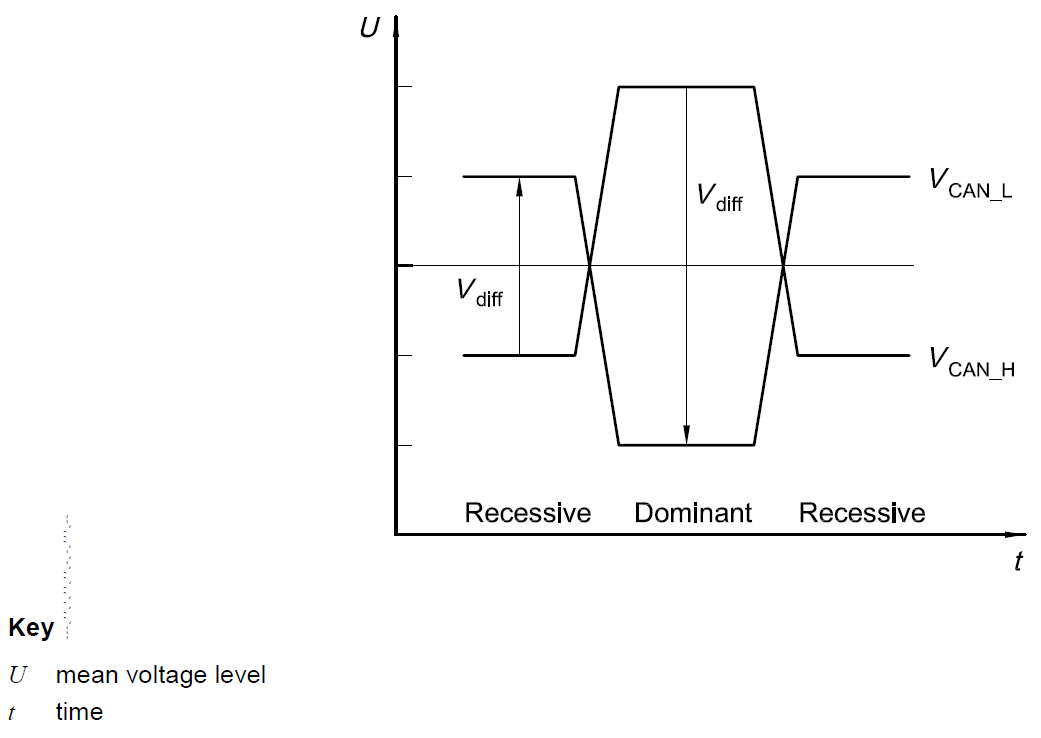 U
V_CAN_L
V_diff
V_diff
V_CAN_H
Recessive Dominant Recessive
t
Key
U mean voltage level
t time